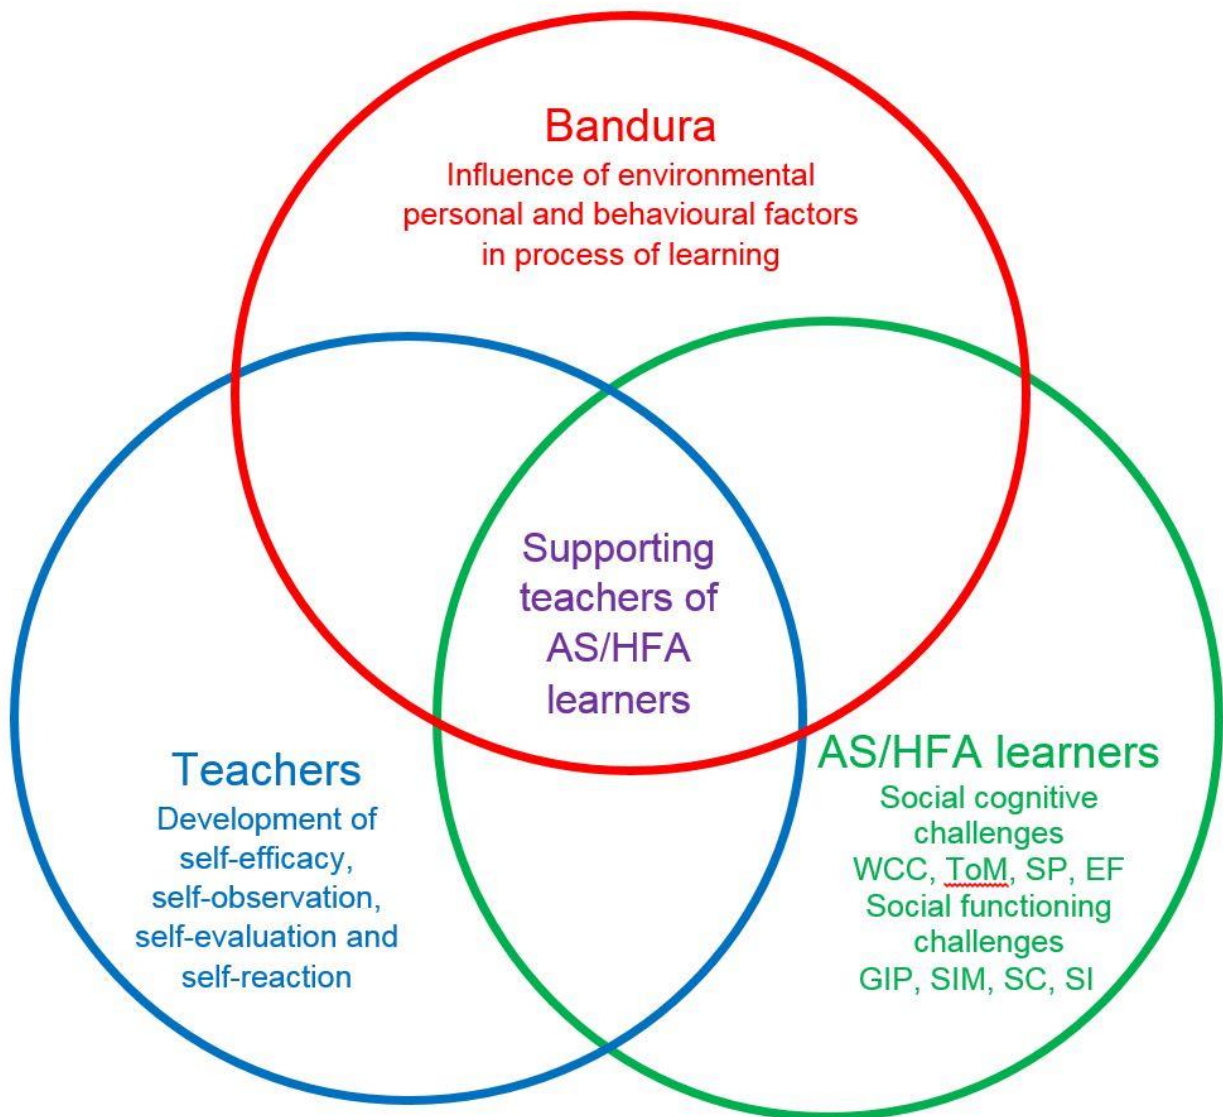 Bandura
Influence of environmental
personal and behavioural factors
in process of learning
Supporting
teachers of
AS/HFA
learners
Teachers
Development of
self-efficacy,
self-observation,
self-evaluation and
self-reaction
AS/HFA learners
Social cognitive
challenges
WCC, ToM, SP, EF
Social functioning
challenges
GIP, SIM, SC, SI